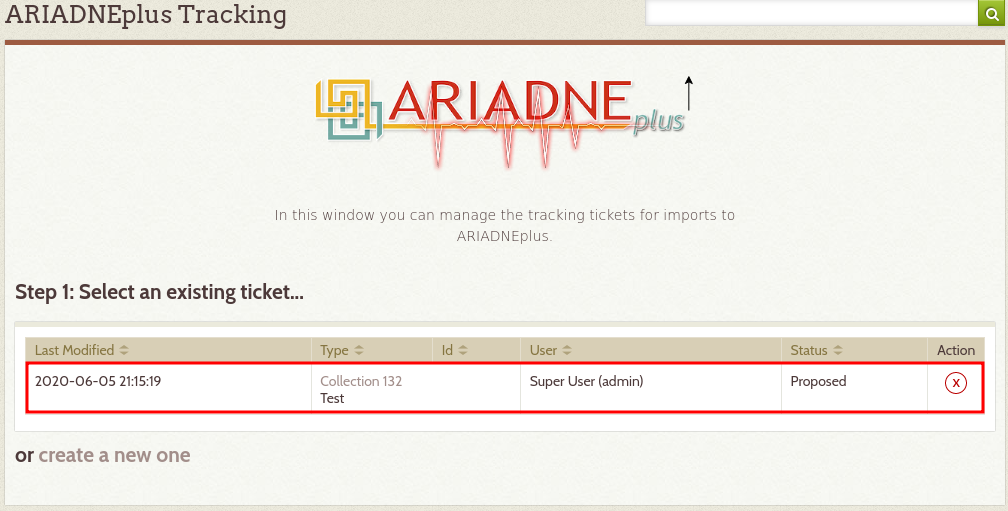 ARIADNEplus Tracking
ARIADNE
plus
In this window you can manage the tracking tickets for imports to
ARIADNEplus.
Step 1: Select an existing ticket...
Last Modified Type Id User Status Action
2020-06-05 21:15:19 Collection 132 Super User (admin) Proposed x
Test
or create a new one